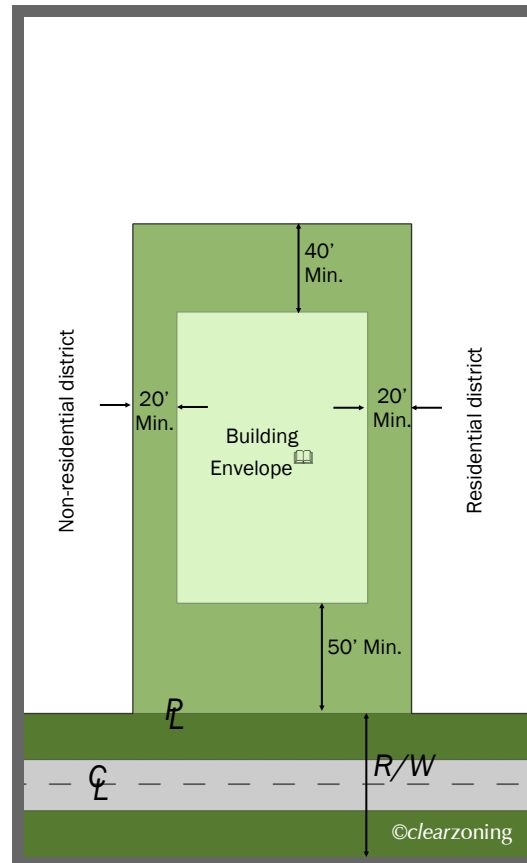 40'
Min.
Non-residential district
20'
Min.
Building
Envelope
20'
Min.
Residential district
50' Min.
PL
R/W
CL
©clearzoning